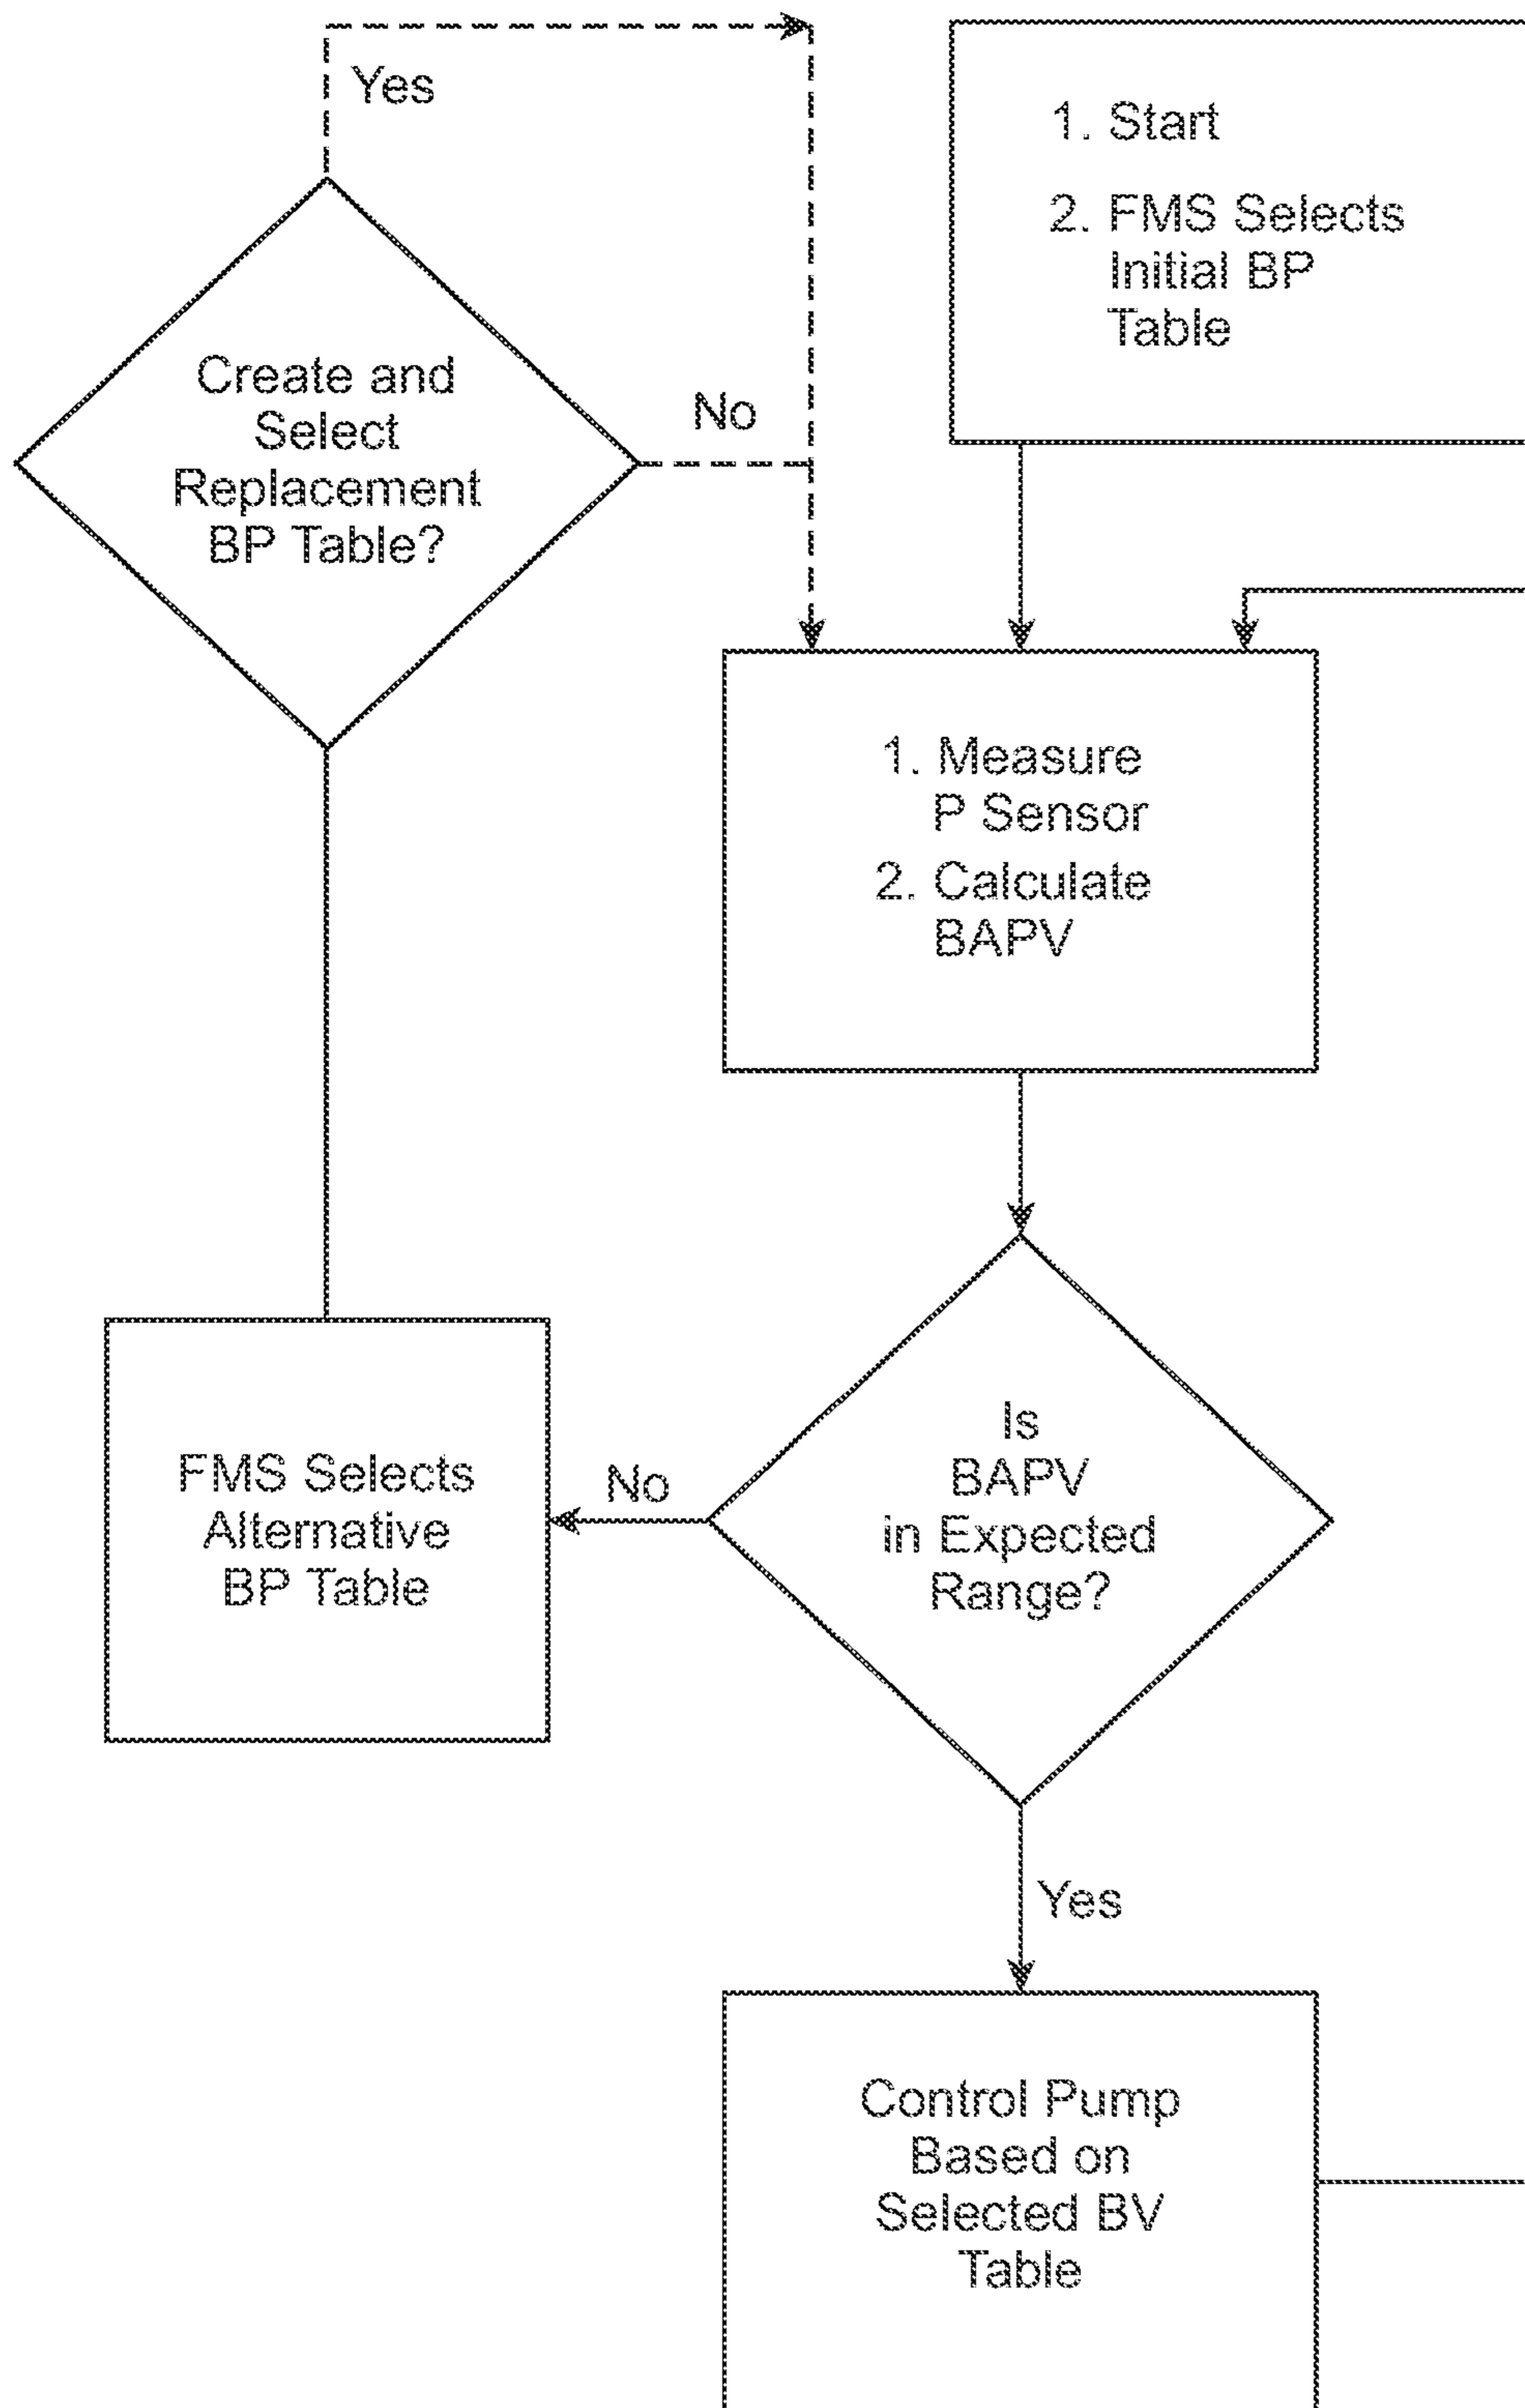 Yes
1. Start
2. FMS Selects
Initial BP
Table
Create and
Select
Replacement
BP Table?
No
1. Measure
P Sensor
2. Calculate
BAPV
Is
BAPV
in Expected
Range?
No
FMS Selects
Alternative
BP Table
Yes
Control Pump
Based on
Selected BV
Table